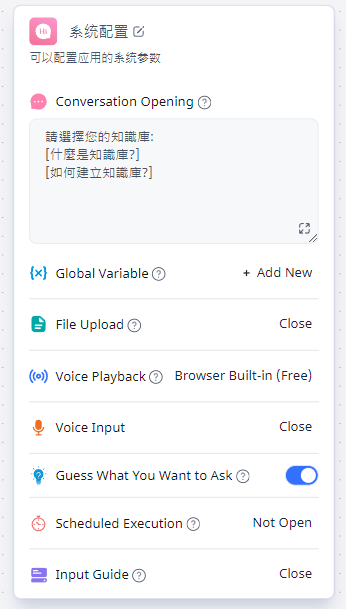 Hi
系统配置
可以配置应用的系统参数
Conversation Opening
請選擇您的知識庫:
[什麼是知識庫?]
[如何建立知識庫?]
Global Variable + Add New
File Upload Close
Voice Playback Browser Built-in (Free)
Voice Input Close
Guess What You Want to Ask
Scheduled Execution Not Open
Input Guide Close